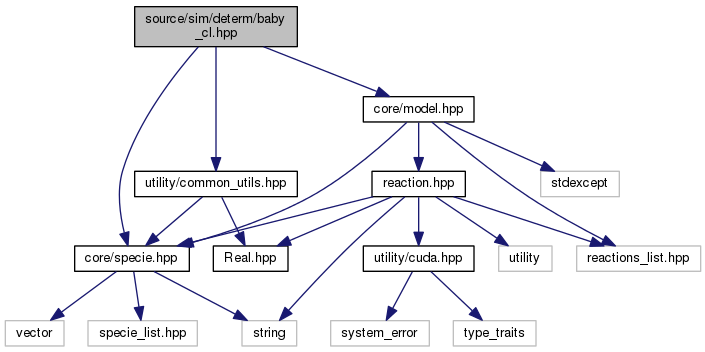 source/sim/determ/baby
_cl.hpp
core/model.hpp
utility/common_utils.hpp
reaction.hpp
stdexcept
core/specie.hpp
Real.hpp
utility/cuda.hpp
utility
reactions_list.hpp
vector
specie_list.hpp
string
system_error
type_traits